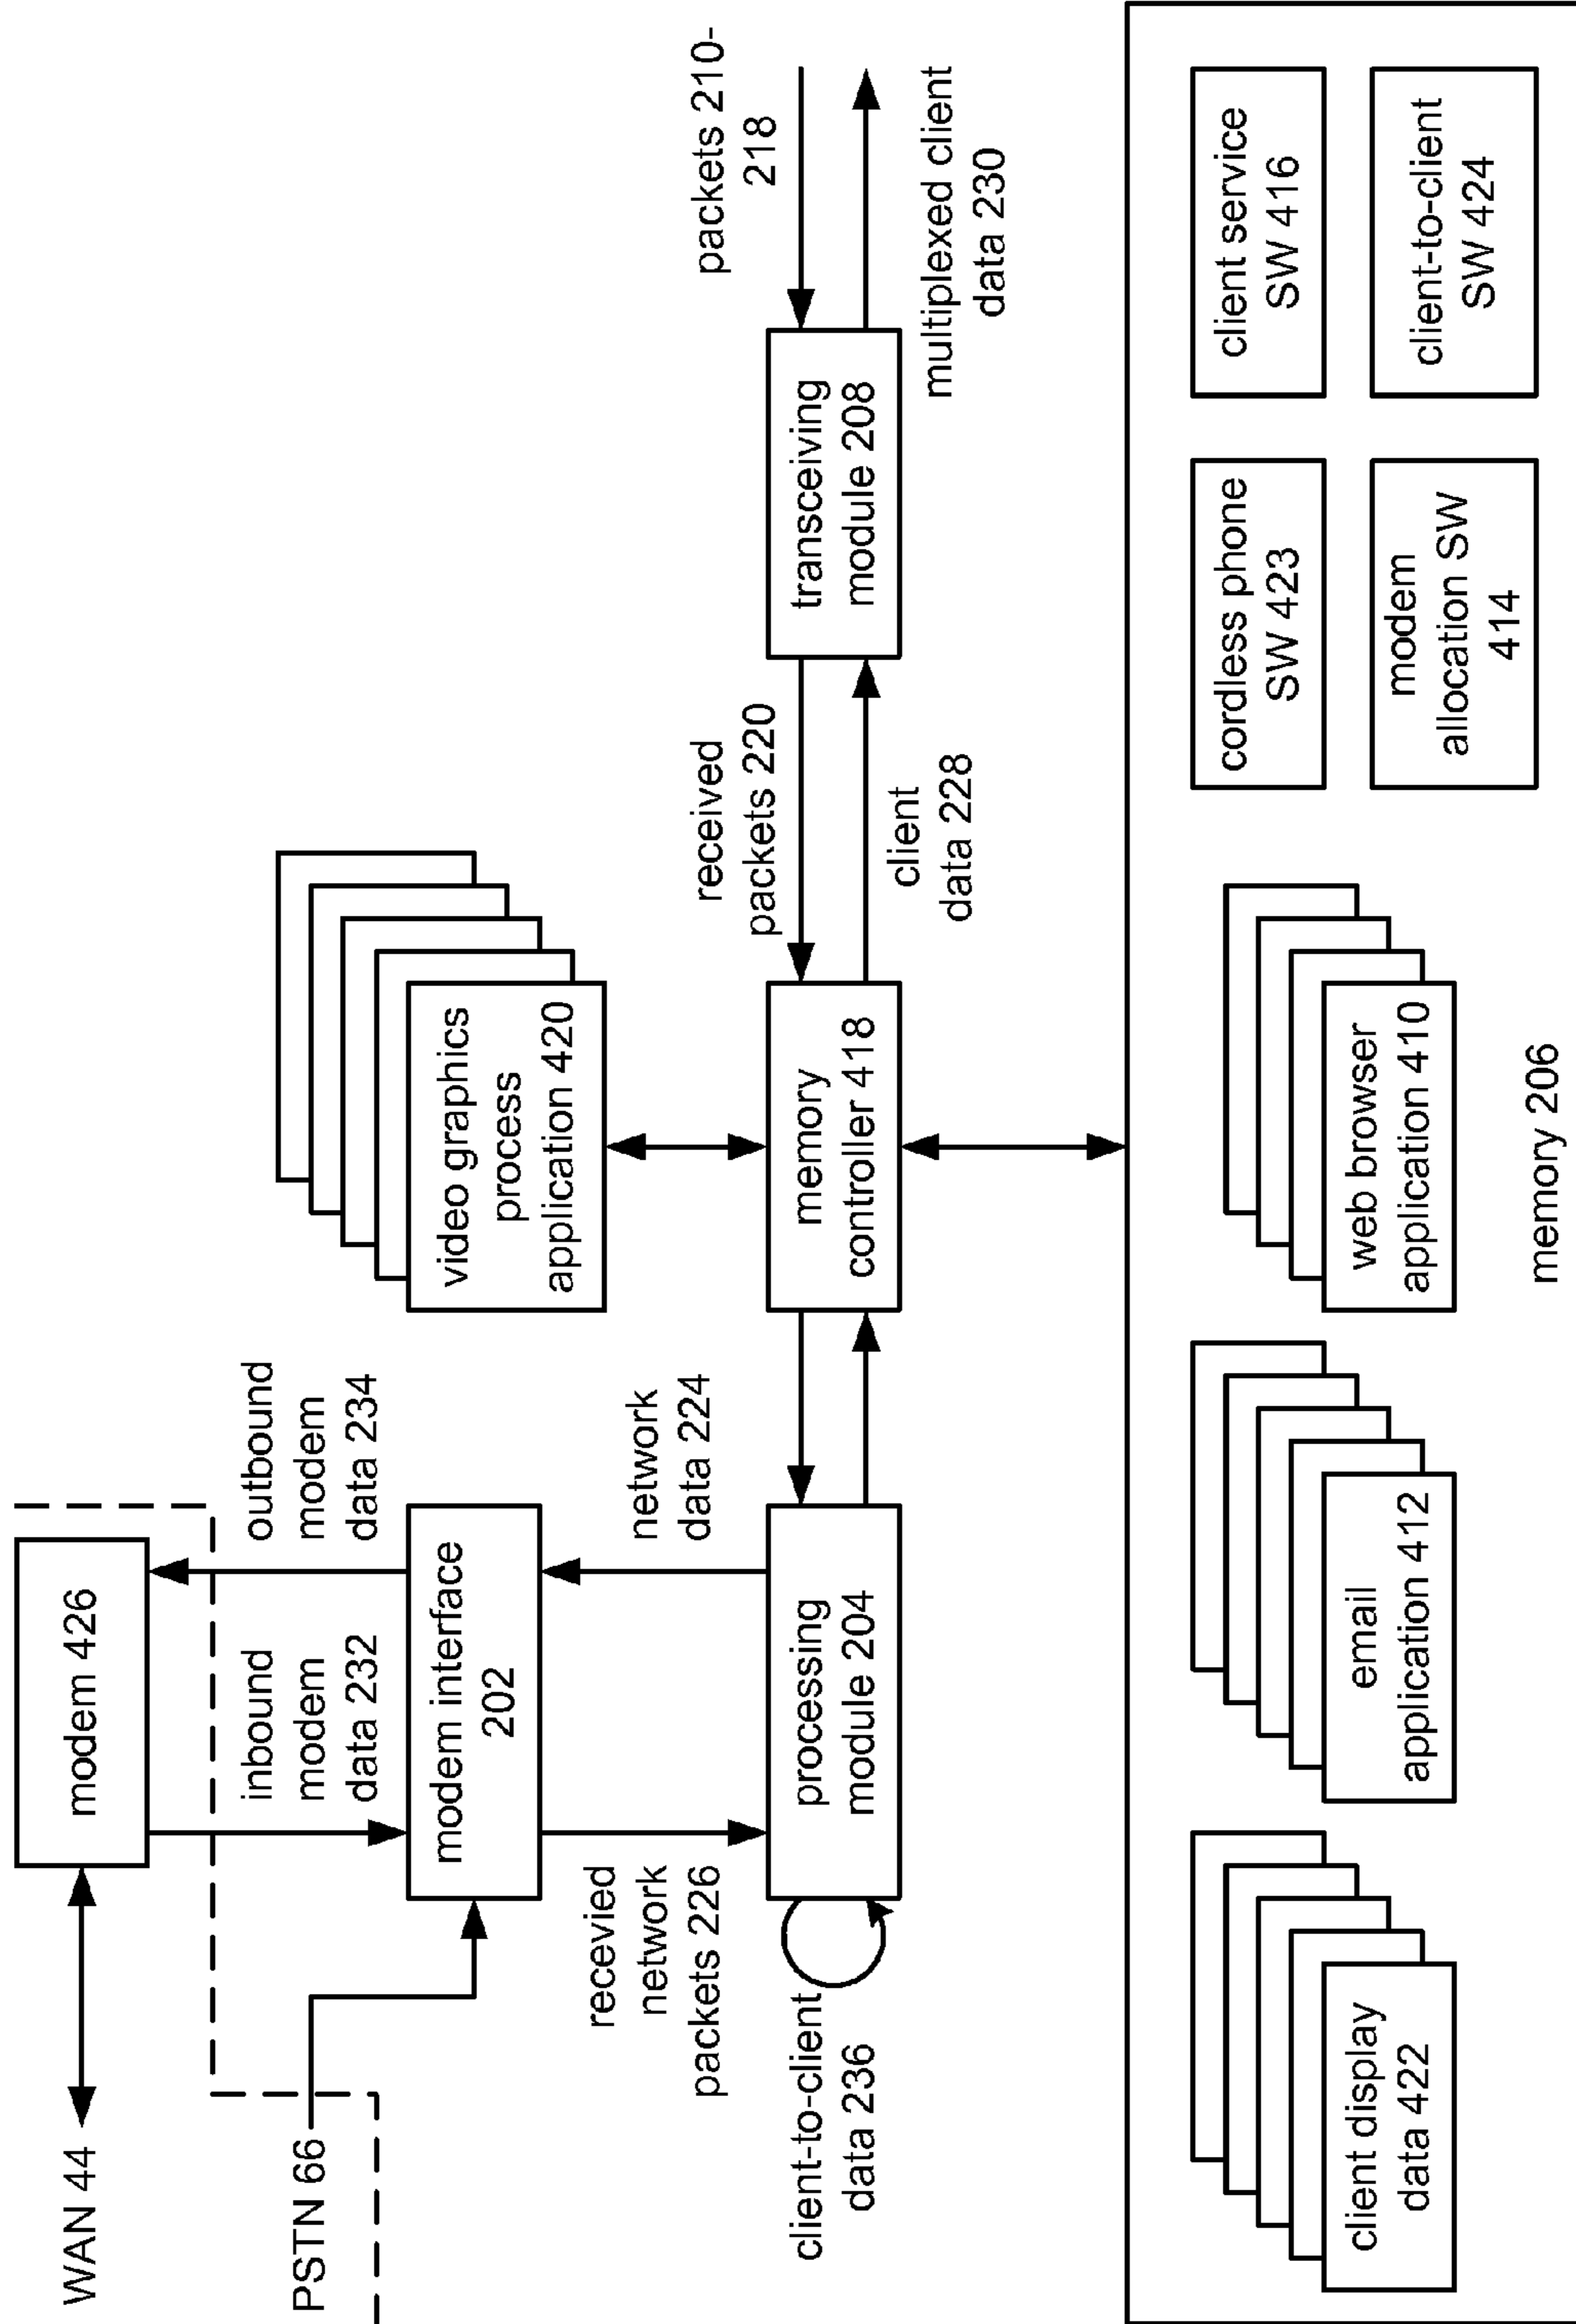 WAN 44
modem 426
PSTN 66
inbound
modem
data 232
outbound
modem
data 234
modem interface
202
video graphics
process
application 420
recevied
network
packets 226
network
data 224
received
packets 220
packets 210-
218
client-to-client
data 236
processing
module 204
memory
controller 418
transceiving
module 208
client
data 228
multiplexed client
data 230
client display
data 422
email
application 412
web browser
application 410
cordless phone
SW 423
client service
SW 416
modem
allocation SW
414
client-to-client
SW 424
memory 206